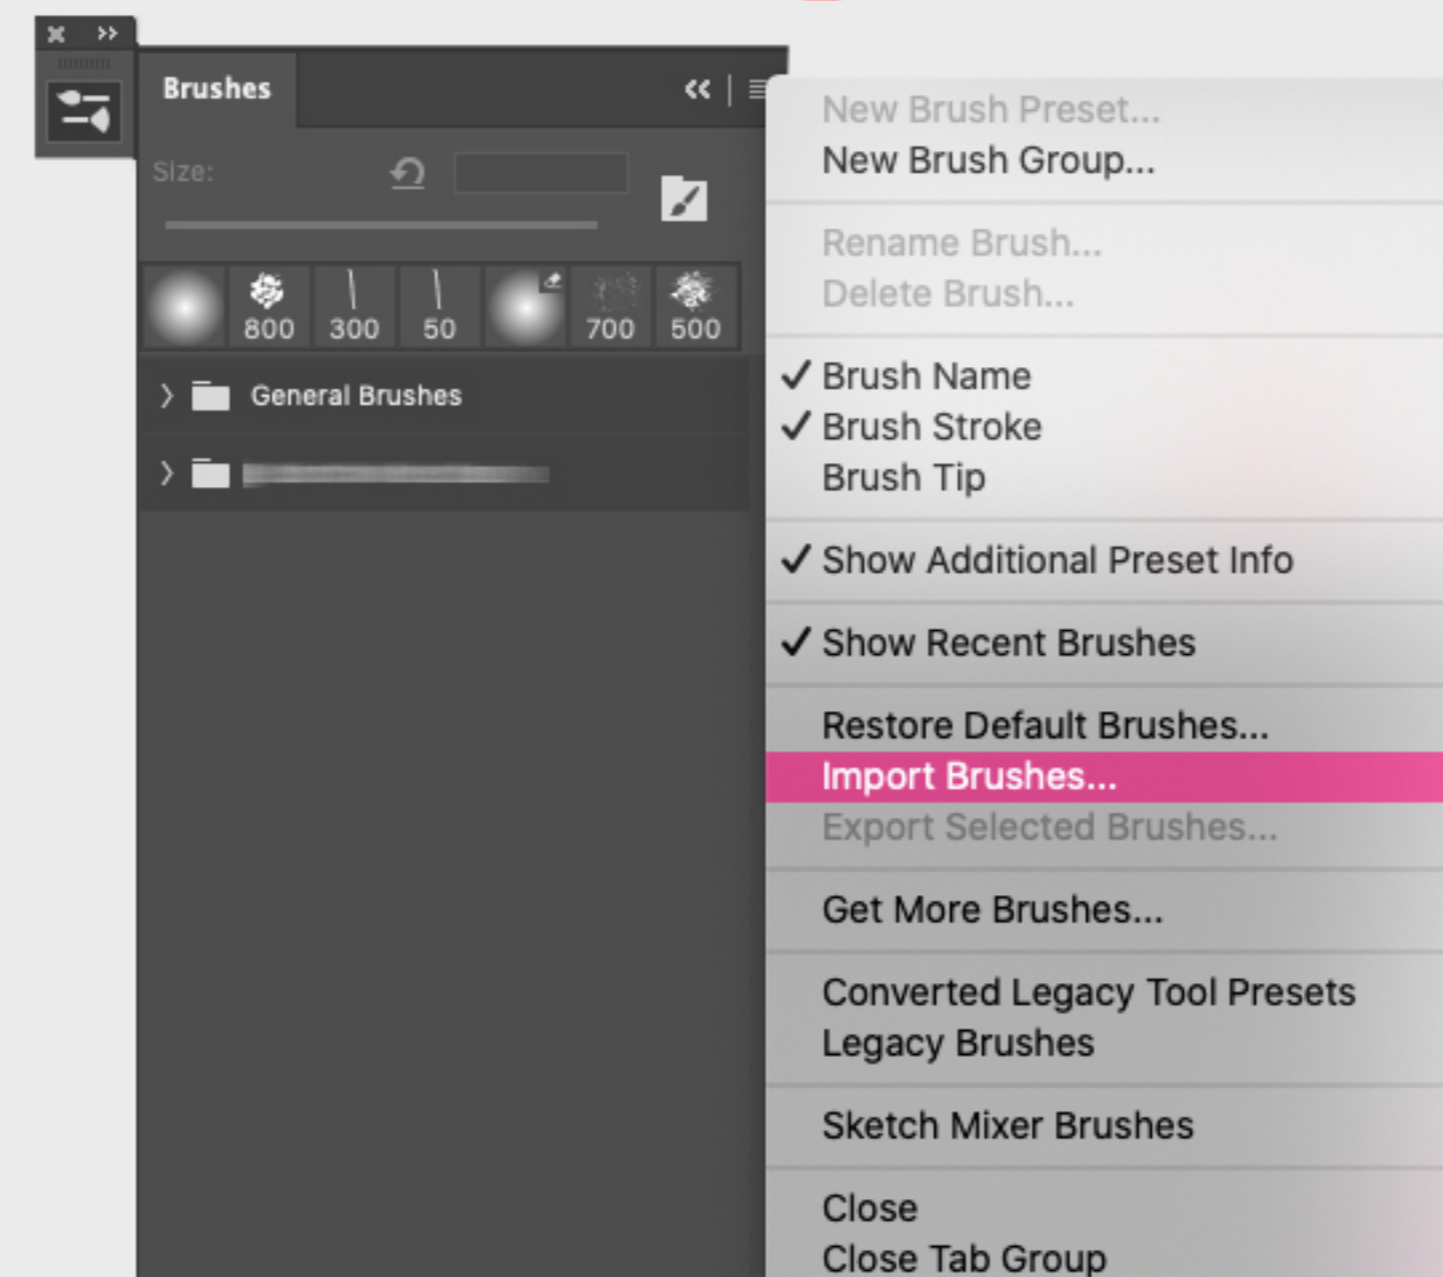 Brushes
Size:
800 300 50 700 500
General Brushes
New Brush Preset...
New Brush Group...
Rename Brush...
Delete Brush...
Brush Name
Brush Stroke
Brush Tip
Show Additional Preset Info
Show Recent Brushes
Restore Default Brushes...
Import Brushes...
Export Selected Brushes...
Get More Brushes...
Converted Legacy Tool Presets
Legacy Brushes
Sketch Mixer Brushes
Close
Close Tab Group